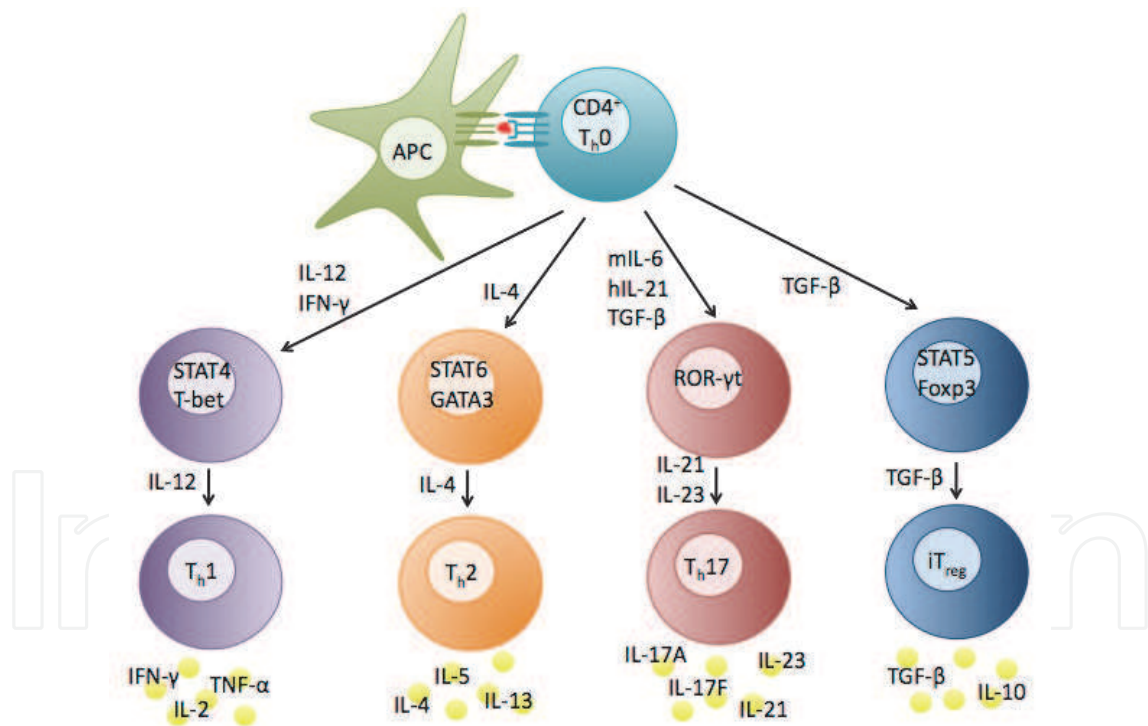 APC
CD4⁺
Tₕ0
IL-12
IFN-γ
IL-4
mIL-6
hIL-21
TGF-β
TGF-β
STAT4
T-bet
STAT6
GATA3
ROR-γt
STAT5
Foxp3
IL-12
IL-4
IL-21
IL-23
TGF-β
Tₕ1
Tₕ2
Tₕ17
iT_reg
IFN-γ
TNF-α
IL-2
IL-5
IL-4
IL-13
IL-17A
IL-23
IL-17F
IL-21
TGF-β
IL-10